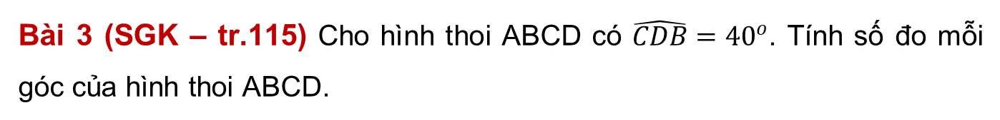 Bài 3 (SGK – tr.115) Cho hình thoi ABCD có $\widehat{CDB} = 40^o$. Tính số đo mỗi
góc của hình thoi ABCD.